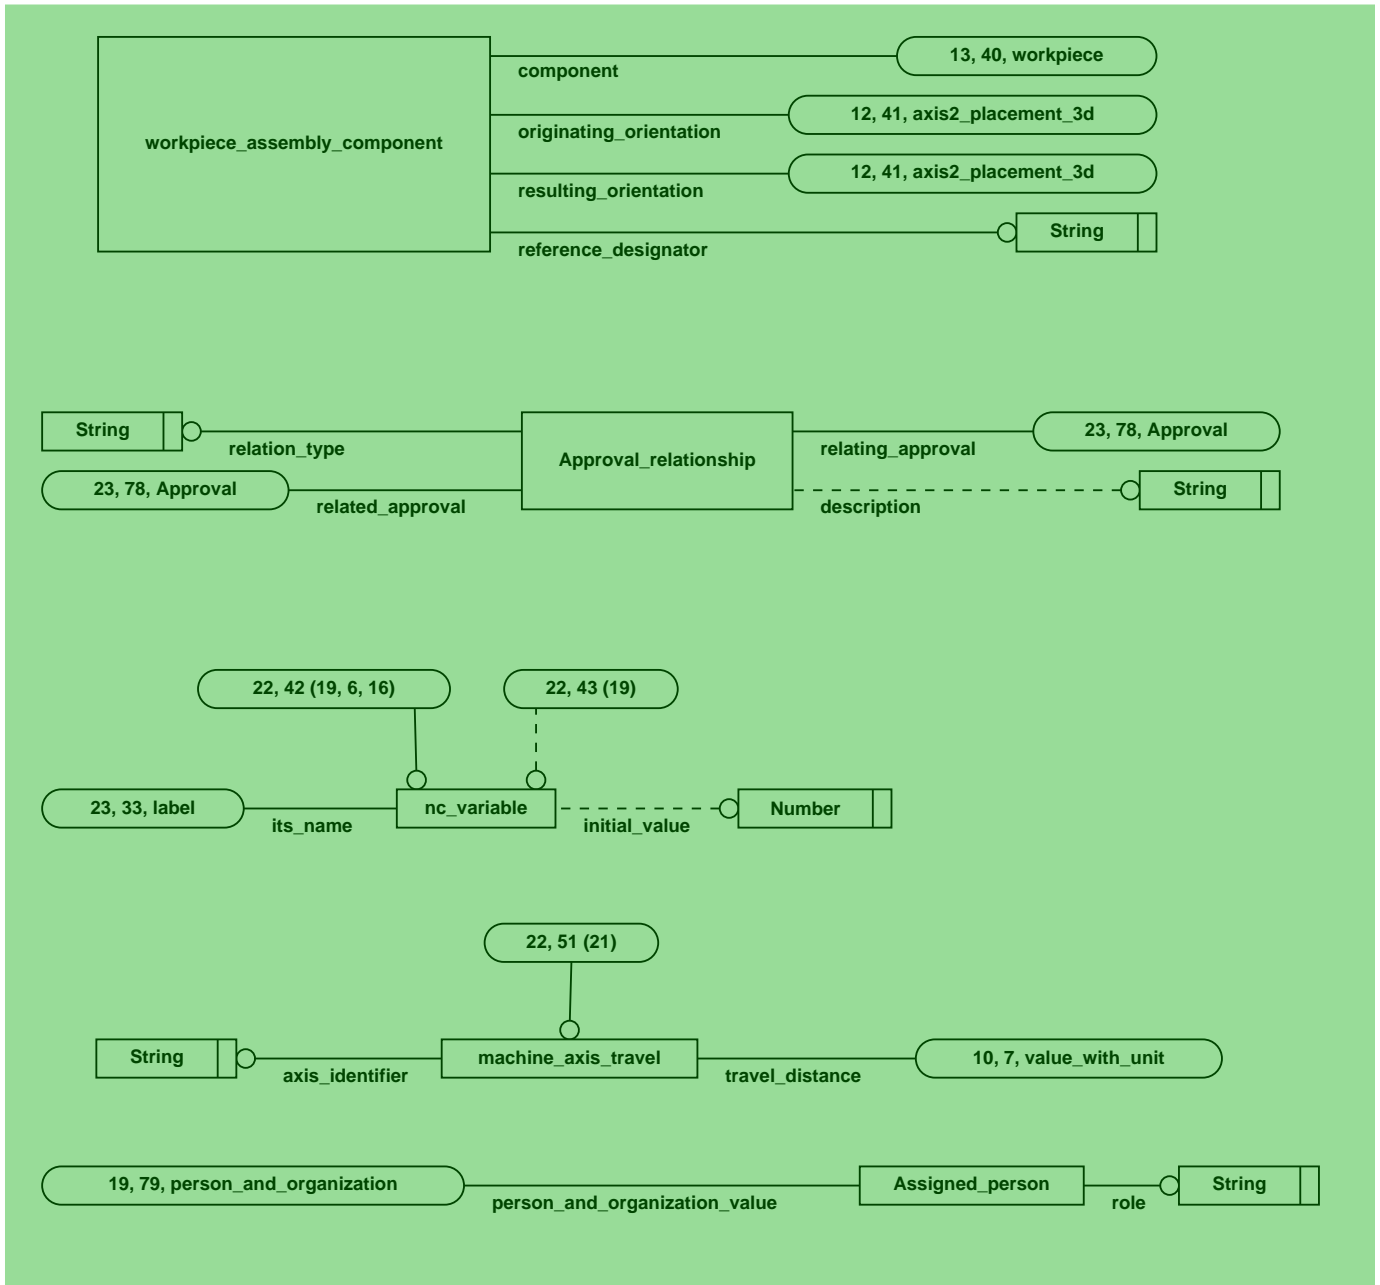 13, 40, workpiece
component
12, 41, axis2_placement_3d
originating_orientation
workpiece_assembly_component
12, 41, axis2_placement_3d
resulting_orientation
String
reference_designator
String
relation_type
Approval_relationship
23, 78, Approval
relating_approval
23, 78, Approval
related_approval
String
description
22, 42 (19, 6, 16)
22, 43 (19)
23, 33, label
its_name
nc_variable
initial_value
Number
22, 51 (21)
String
axis_identifier
machine_axis_travel
travel_distance
10, 7, value_with_unit
19, 79, person_and_organization
person_and_organization_value
Assigned_person
role
String